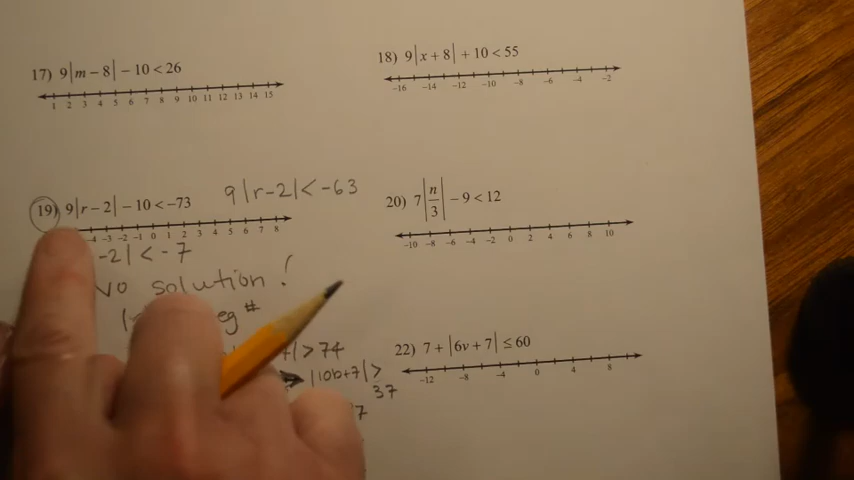 17) 9|m − 8| − 10 < 26
1 2 3 4 5 6 7 8 9 10 11 12 13 14 15
18) 9|x + 8| + 10 < 55
−16 −14 −12 −10 −8 −6 −4 −2
19) 9|r − 2| − 10 < −73
9|r-2| < -63
-4 −3 −2 −1 0 1 2 3 4 5 6 7 8
-2| < -7
solution!
eg #
20) 7|n/3| − 9 < 12
−10 −8 −6 −4 −2 0 2 4 6 8 10
| > 74
|10b+7| >
37
7
22) 7 + |6v + 7| ≤ 60
−12 −8 −4 0 4 8